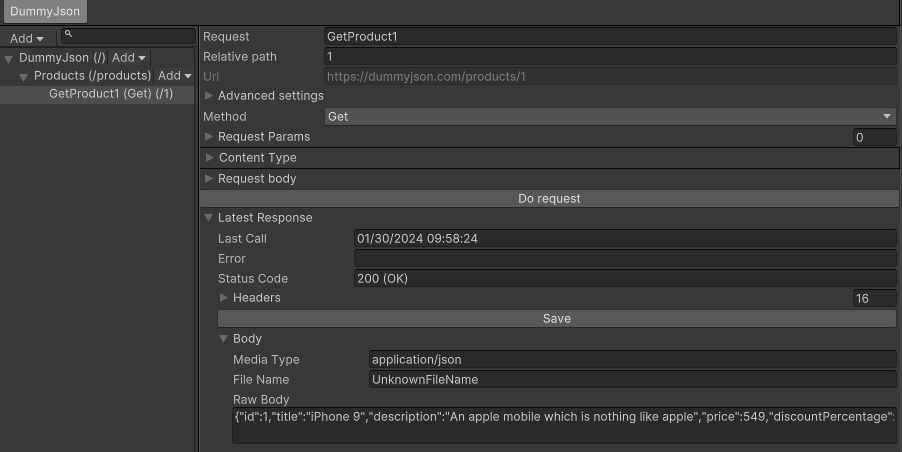 DummyJson
Add
DummyJson (/) Add
Products (/products) Add
GetProduct1 (Get) (/1)
Request GetProduct1
Relative path 1
Url https://dummyjson.com/products/1
Advanced settings
Method Get
Request Params 0
Content Type
Request body
Do request
Latest Response
Last Call 01/30/2024 09:58:24
Error
Status Code 200 (OK)
Headers 16
Save
Body
Media Type application/json
File Name UnknownFileName
Raw Body
{"id":1,"title":"iPhone 9","description":"An apple mobile which is nothing like apple","price":549,"discountPercentage":